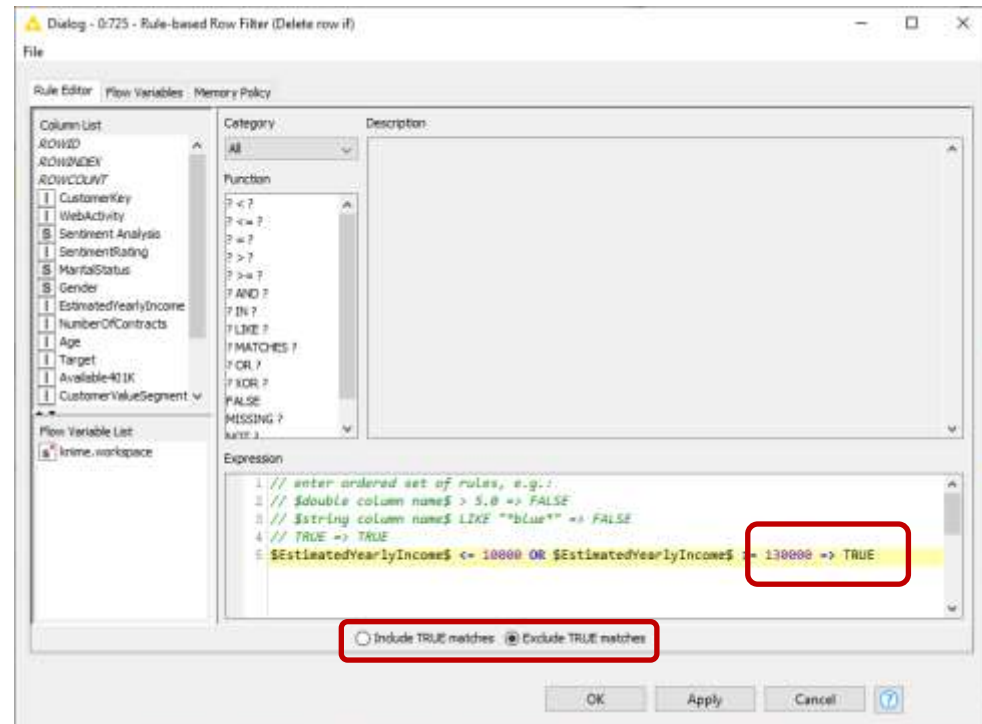 Dialog - 0:725 - Rule-based Row Filter (Delete row if)
File
Rule Editor Flow Variables Memory Policy
Column List
ROWID
ROWINDEX
ROWCOUNT
I CustomerKey
I WebActivity
S Sentiment Analysis
I SentimentRating
S MaritalStatus
S Gender
I EstimatedYearlyIncome
I NumberOfContracts
I Age
I Target
I Available401K
I CustomerValueSegment
Flow Variable List
s knime.workspace
Category
All
Function
? < ?
? <= ?
? = ?
? > ?
? >= ?
? AND ?
? IN ?
? LIKE ?
? MATCHES ?
? OR ?
? XOR ?
FALSE
MISSING ?
NOT ?
Description
Expression
1 // enter ordered set of rules, e.g.:
2 // $double column name$ > 5.0 => FALSE
3 // $string column name$ LIKE "*blue*" => FALSE
4 // TRUE => TRUE
5 $EstimatedYearlyIncome$ <= 10000 OR $EstimatedYearlyIncome$ >= 130000 => TRUE
Include TRUE matches Exclude TRUE matches
OK Apply Cancel ?